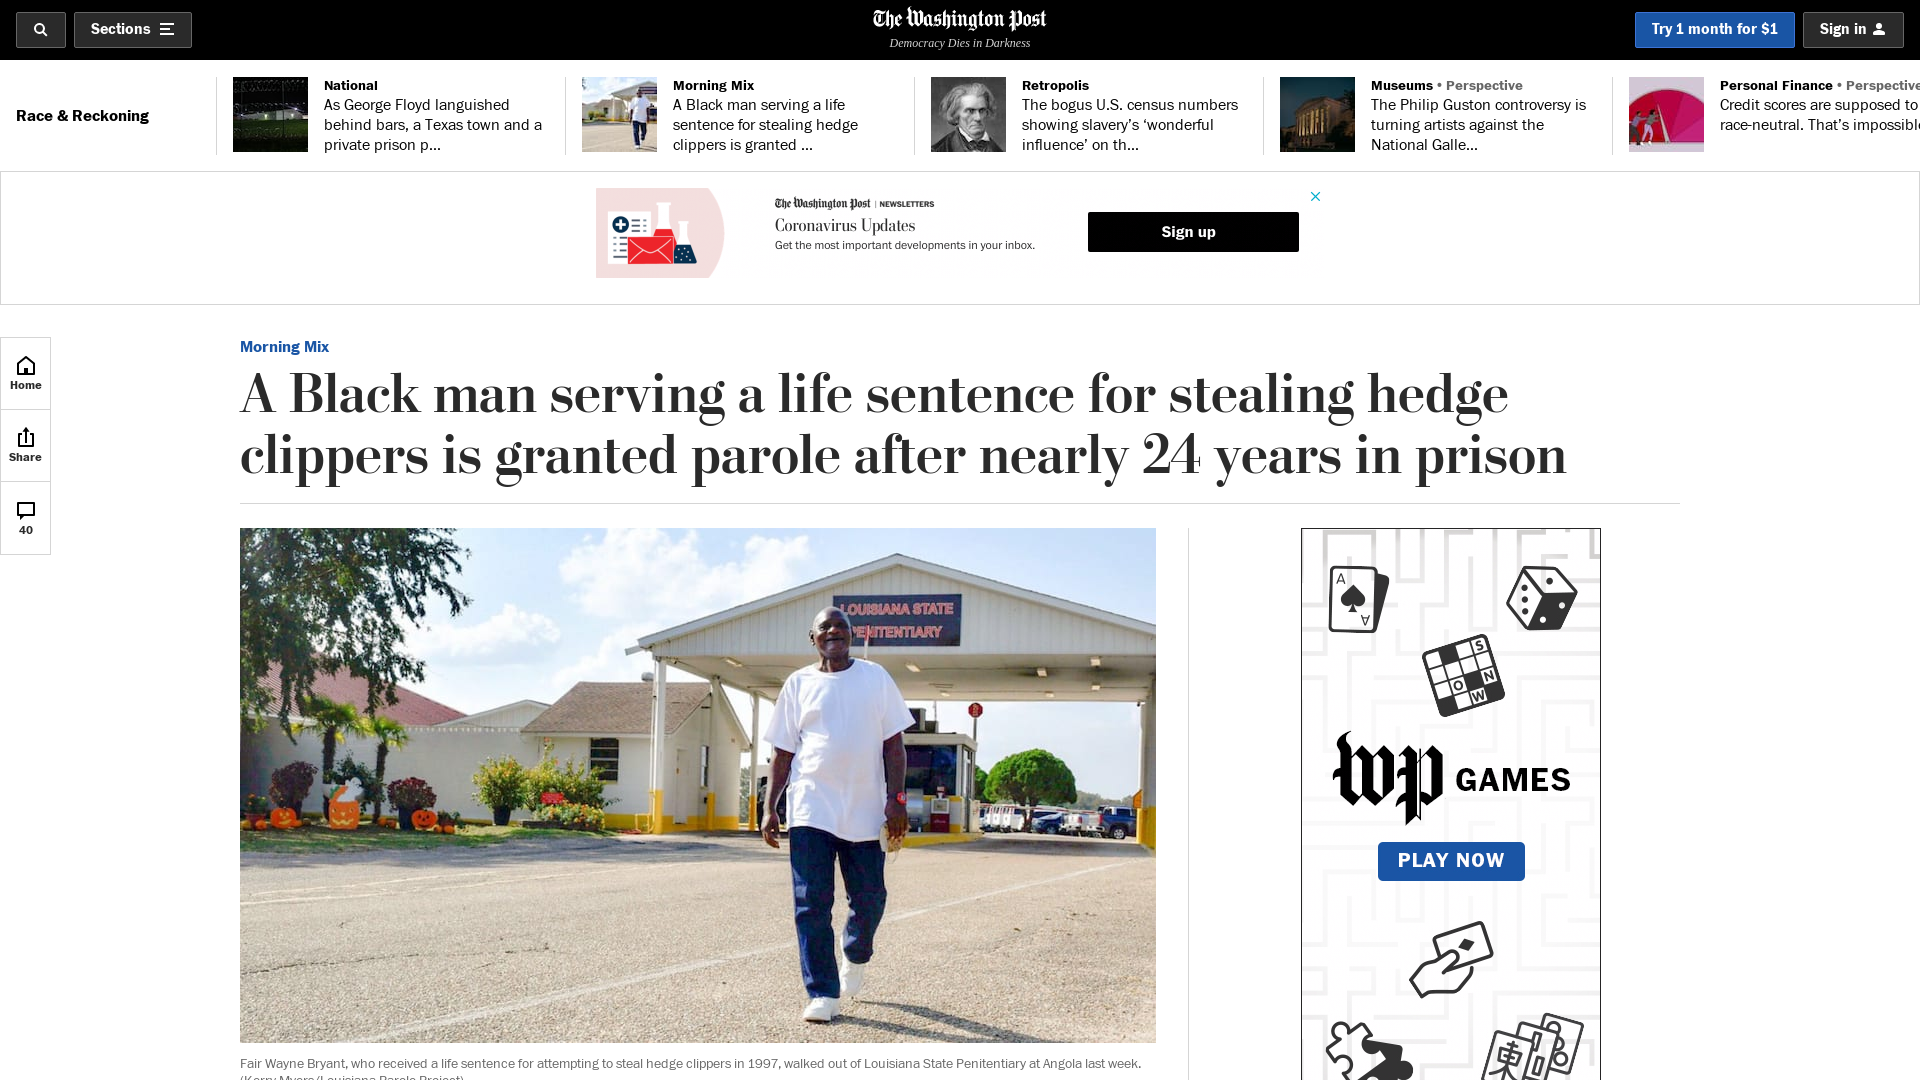 Sections
The Washington Post
Democracy Dies in Darkness
Try 1 month for $1
Sign in
Race & Reckoning
National
As George Floyd languished
behind bars, a Texas town and a
private prison p...
Morning Mix
A Black man serving a life
sentence for stealing hedge
clippers is granted ...
Retropolis
The bogus U.S. census numbers
showing slavery’s ‘wonderful
influence’ on th...
Museums • Perspective
The Philip Guston controversy is
turning artists against the
National Galle...
Personal Finance • Perspective
Credit scores are supposed to
race-neutral. That’s impossible
The Washington Post | NEWSLETTERS
Coronavirus Updates
Get the most important developments in your inbox.
Sign up
Home
Share
40
Morning Mix
A Black man serving a life sentence for stealing hedge
clippers is granted parole after nearly 24 years in prison
LOUISIANA STATE
PENITENTIARY
A
A
S
O N
W
wp GAMES
PLAY NOW
東
Fair Wayne Bryant, who received a life sentence for attempting to steal hedge clippers in 1997, walked out of Louisiana State Penitentiary at Angola last week.
(Kerry Myers/Louisiana Parole Project)